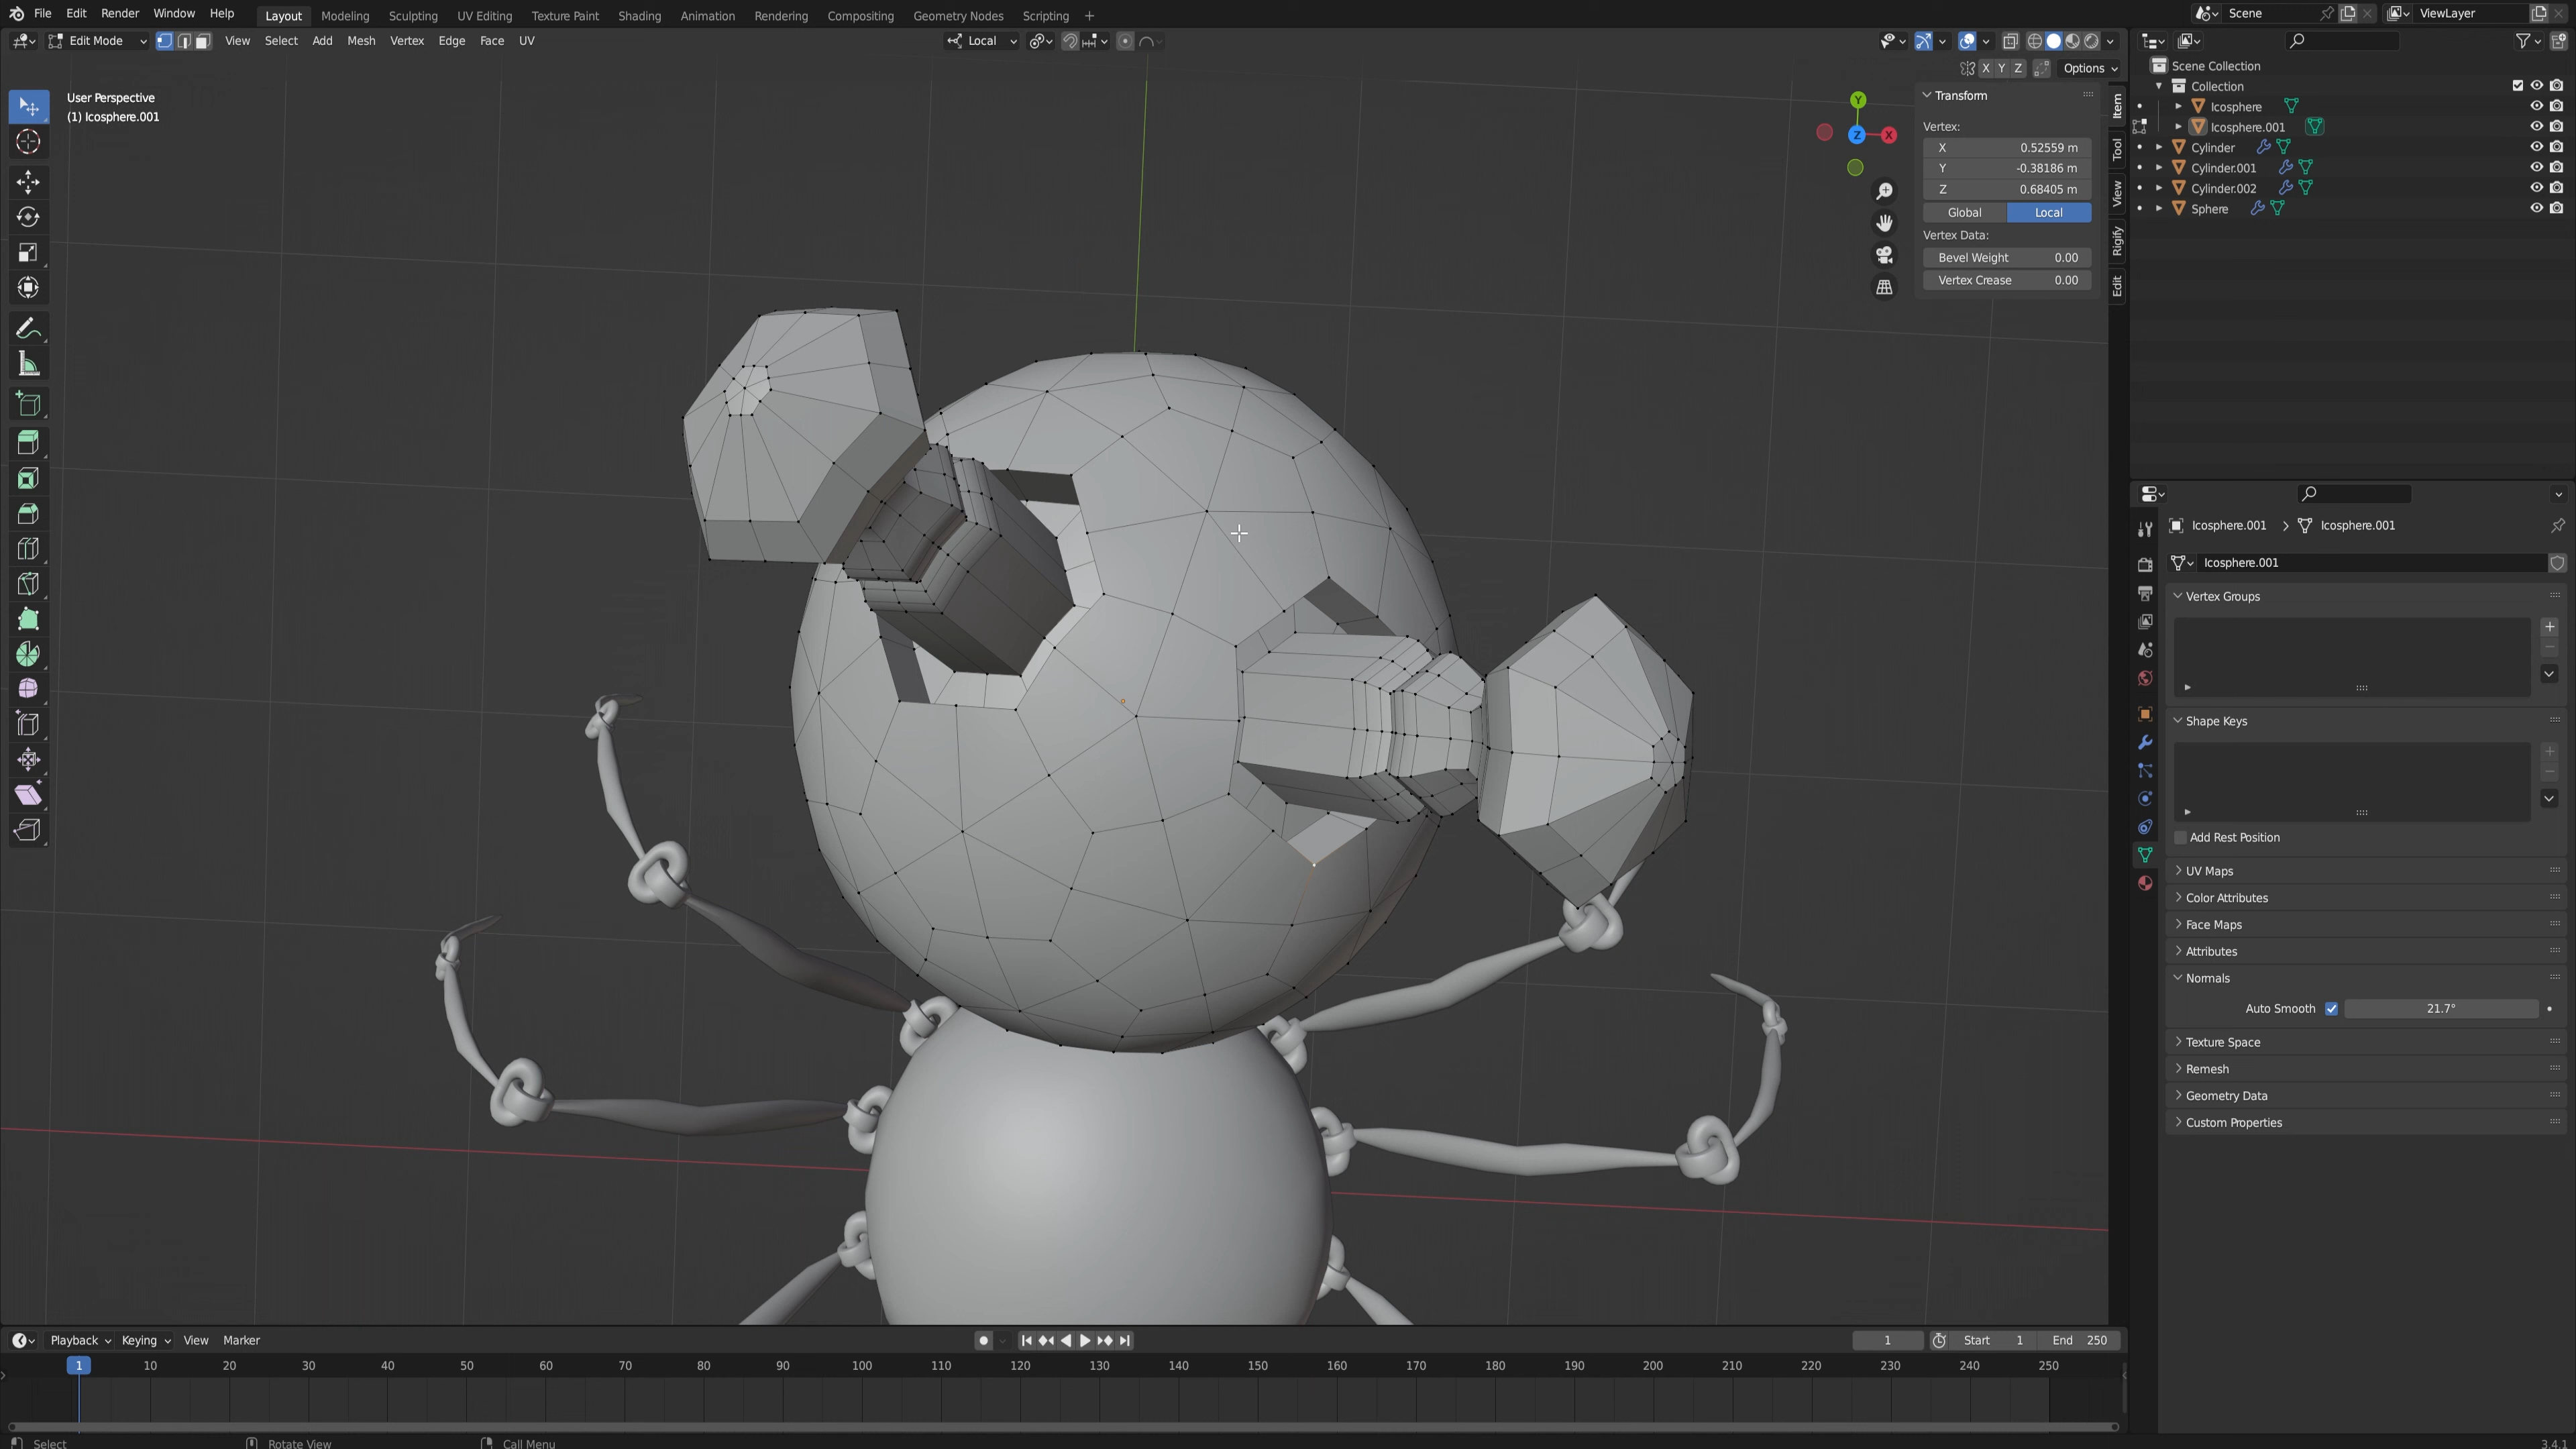 File Edit Render Window Help Layout Modeling Sculpting UV Editing Texture Paint Shading Animation Rendering Compositing Geometry Nodes Scripting + Scene ViewLayer
Edit Mode View Select Add Mesh Vertex Edge Face UV Local
X Y Z Options
User Perspective
(1) Icosphere.001
Y
Z X
Transform
Vertex:
X 0.52559 m
Y -0.38186 m
Z 0.68405 m
Global Local
Vertex Data:
Bevel Weight 0.00
Vertex Crease 0.00
Item
Tool
View
Rigify
Edit
Scene Collection
Collection
Icosphere
Icosphere.001
Cylinder
Cylinder.001
Cylinder.002
Sphere
Icosphere.001 > Icosphere.001
Icosphere.001
Vertex Groups
Shape Keys
Add Rest Position
UV Maps
Color Attributes
Face Maps
Attributes
Normals
Auto Smooth 21.7°
Texture Space
Remesh
Geometry Data
Custom Properties
Playback Keying View Marker 1 Start 1 End 250
1 10 20 30 40 50 60 70 80 90 100 110 120 130 140 150 160 170 180 190 200 210 220 230 240 250
Select Rotate View Call Menu 3.4.1